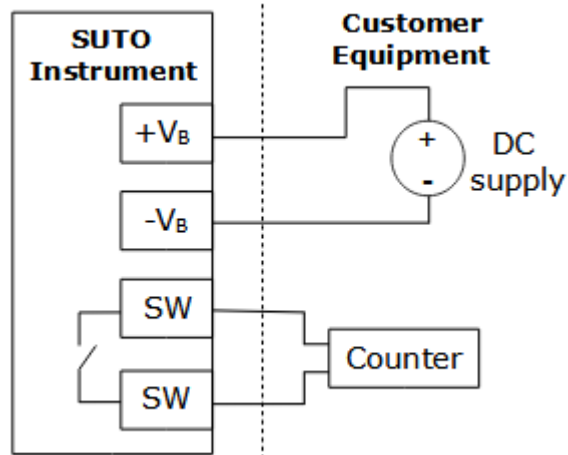 SUTO
Instrument
Customer
Equipment
+VB
+
-
DC
supply
-VB
SW
Counter
SW